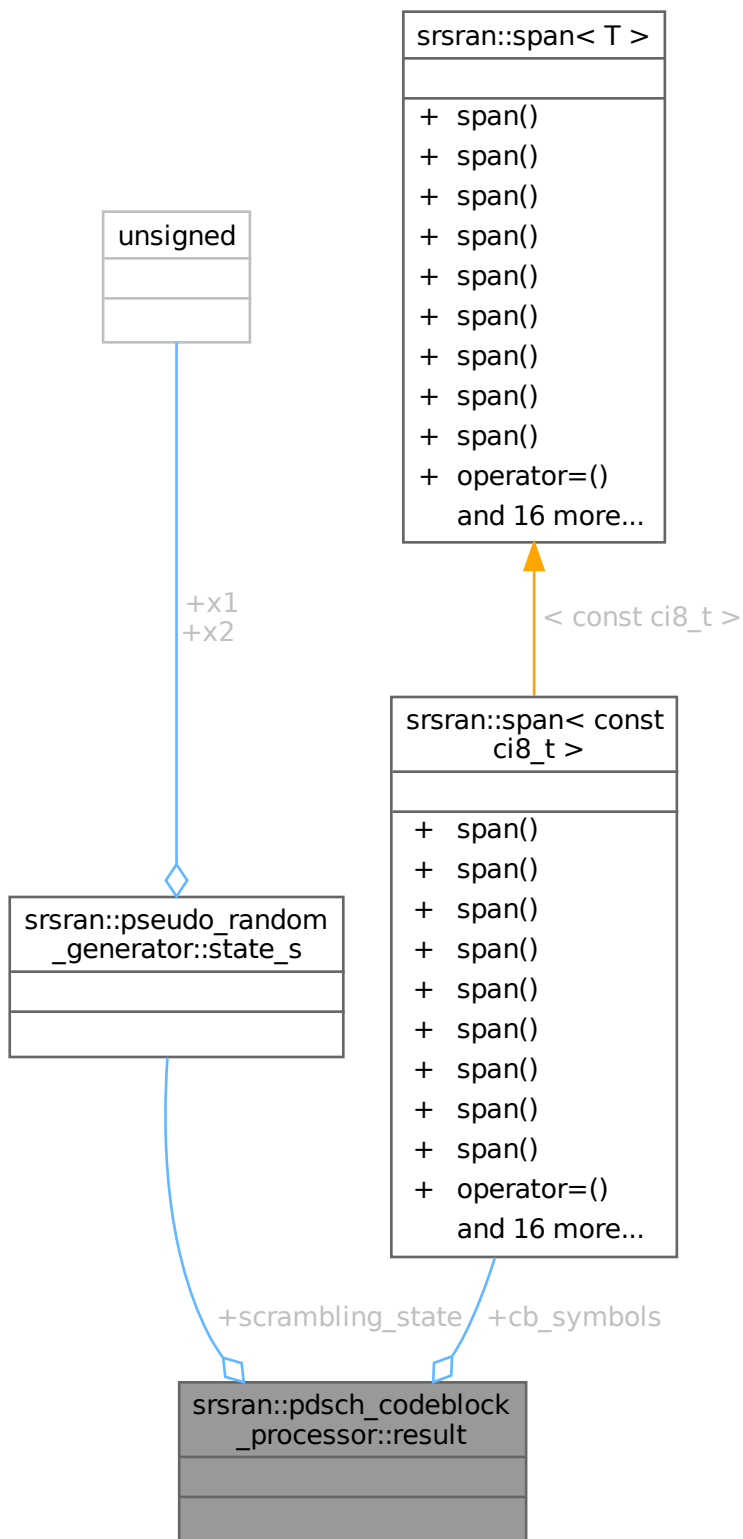 srsran::span< T >
+ span()
+ span()
+ span()
+ span()
+ span()
+ span()
+ span()
+ span()
+ span()
+ operator=()
and 16 more...
unsigned
+x1
+x2
< const ci8_t >
srsran::span< const
ci8_t >
+ span()
+ span()
+ span()
+ span()
+ span()
+ span()
+ span()
+ span()
+ span()
+ operator=()
and 16 more...
srsran::pseudo_random
_generator::state_s
+scrambling_state
+cb_symbols
srsran::pdsch_codeblock
_processor::result